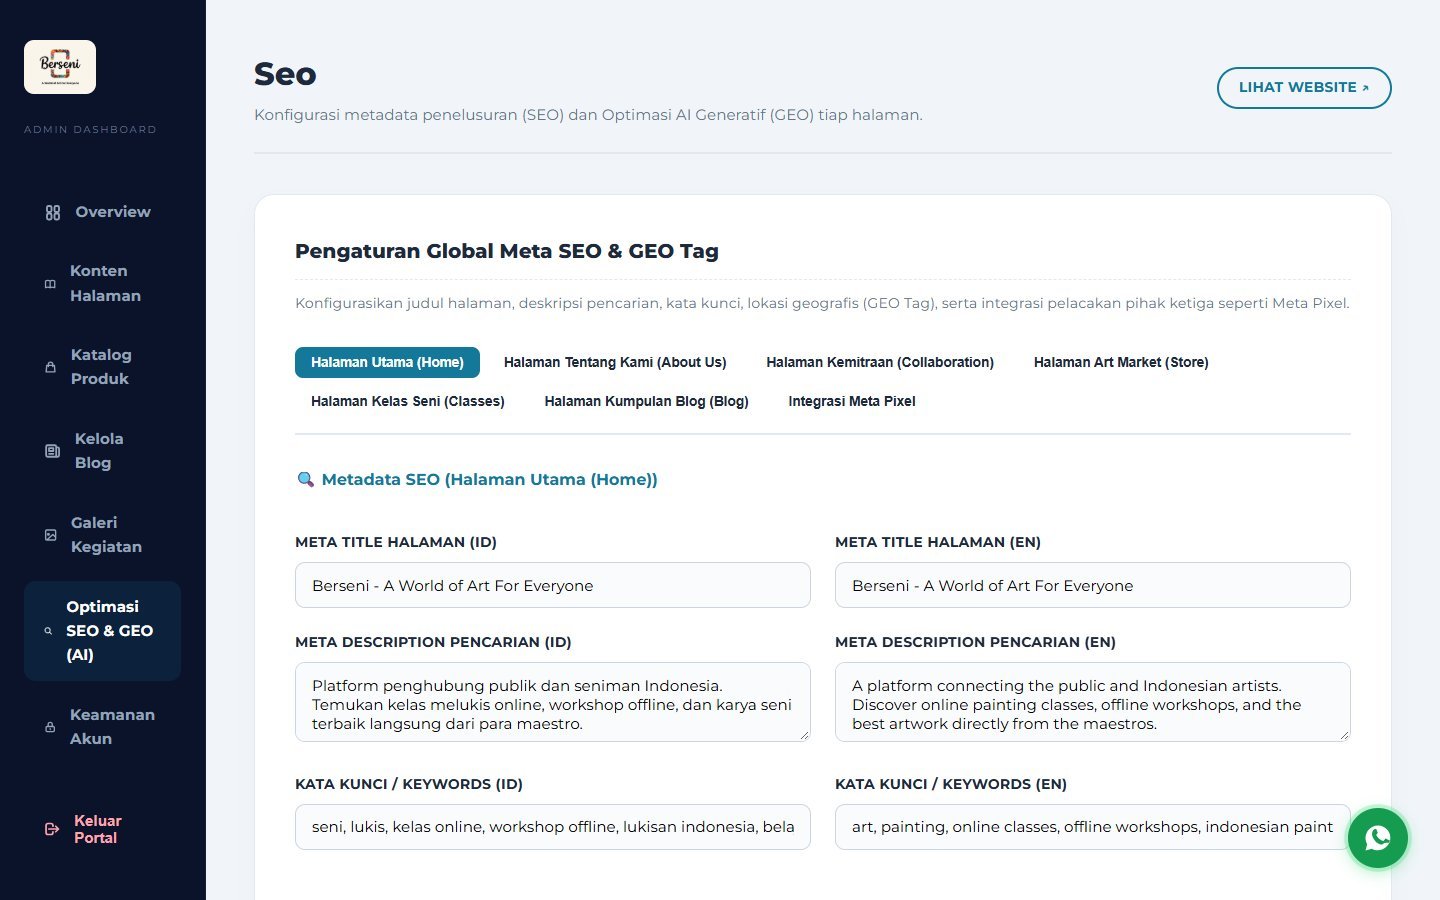 Berseni
ADMIN DASHBOARD
Overview
Konten
Halaman
Katalog
Produk
Kelola
Blog
Galeri
Kegiatan
Optimasi
SEO & GEO
(AI)
Keamanan
Akun
Keluar
Portal
Seo
Konfigurasi metadata penelusuran (SEO) dan Optimasi AI Generatif (GEO) tiap halaman.
LIHAT WEBSITE ↗
Pengaturan Global Meta SEO & GEO Tag
Konfigurasikan judul halaman, deskripsi pencarian, kata kunci, lokasi geografis (GEO Tag), serta integrasi pelacakan pihak ketiga seperti Meta Pixel.
Halaman Utama (Home) Halaman Tentang Kami (About Us) Halaman Kemitraan (Collaboration) Halaman Art Market (Store)
Halaman Kelas Seni (Classes) Halaman Kumpulan Blog (Blog) Integrasi Meta Pixel
🔍 Metadata SEO (Halaman Utama (Home))
META TITLE HALAMAN (ID)
Berseni - A World of Art For Everyone
META TITLE HALAMAN (EN)
Berseni - A World of Art For Everyone
META DESCRIPTION PENCARIAN (ID)
Platform penghubung publik dan seniman Indonesia.
Temukan kelas melukis online, workshop offline, dan karya seni
terbaik langsung dari para maestro.
META DESCRIPTION PENCARIAN (EN)
A platform connecting the public and Indonesian artists.
Discover online painting classes, offline workshops, and the
best artwork directly from the maestros.
KATA KUNCI / KEYWORDS (ID)
seni, lukis, kelas online, workshop offline, lukisan indonesia, bela
KATA KUNCI / KEYWORDS (EN)
art, painting, online classes, offline workshops, indonesian paint